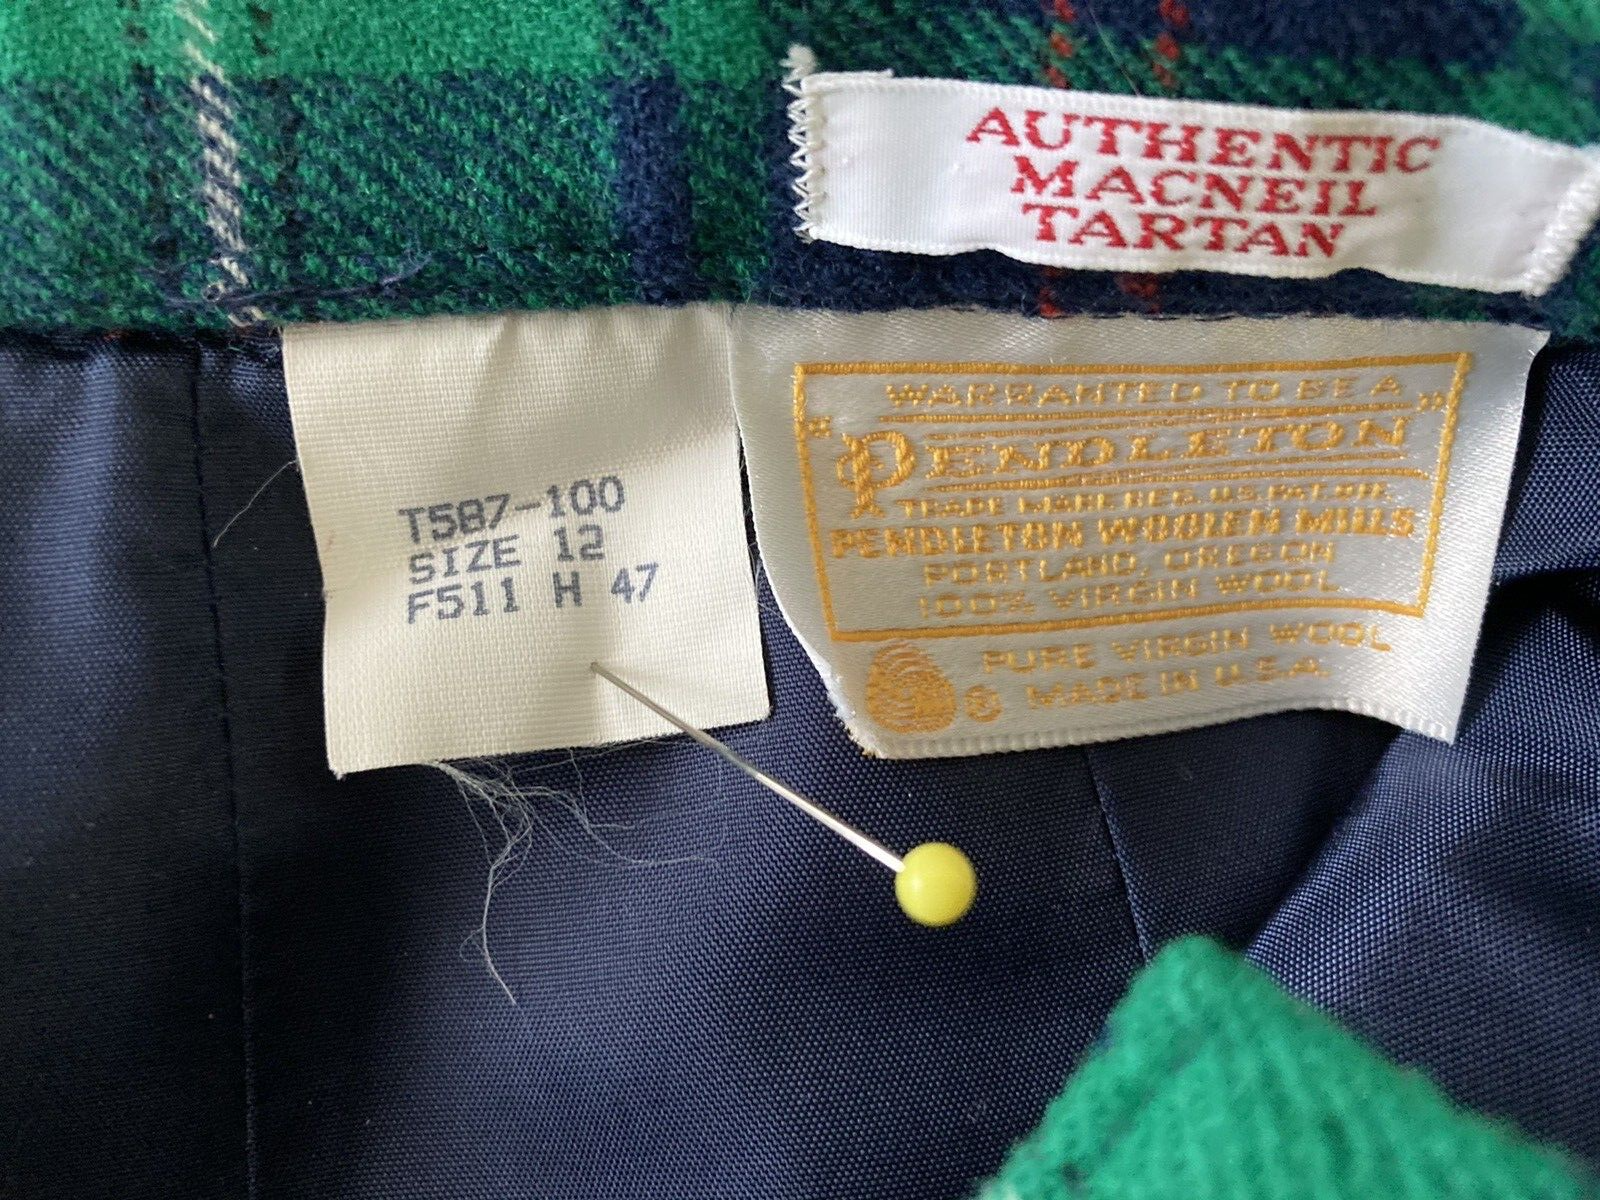 AUTHENTIC
MACNEIL
TARTAN
T587-100
SIZE 12
F511 H 47
WARRANTED TO BE A
"PENDLETON"
TRADE MARK REG. U.S. PAT. OFF.
PENDLETON WOOLEN MILLS
PORTLAND, OREGON
100% VIRGIN WOOL
PURE VIRGIN WOOL
® MADE IN U.S.A.